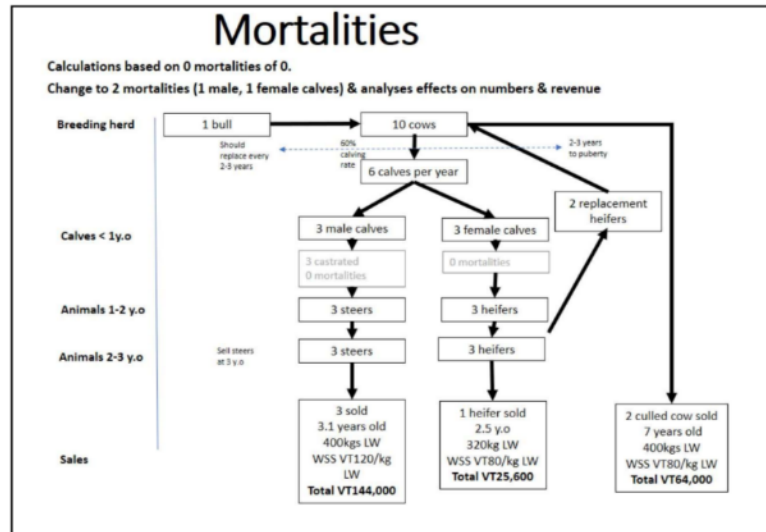 Mortalities
Calculations based on 0 mortalities of 0.
Change to 2 mortalities (1 male, 1 female calves) & analyses effects on numbers & revenue
Breeding herd
1 bull
10 cows
Should
replace every
2-3 years
60%
calving
rate
2-3 years
to puberty
6 calves per year
2 replacement
heifers
Calves < 1y.o
3 male calves
3 female calves
3 castrated
0 mortalities
0 mortalities
Animals 1-2 y.o
3 steers
3 heifers
Animals 2-3 y.o
Sell steers
at 3 y.o
3 steers
3 heifers
Sales
3 sold
3.1 years old
400kgs LW
WSS VT120/kg
LW
Total VT144,000
1 heifer sold
2.5 y.o
320kg LW
WSS VT80/kg LW
Total VT25,600
2 culled cow sold
7 years old
400kgs LW
WSS VT80/kg LW
Total VT64,000